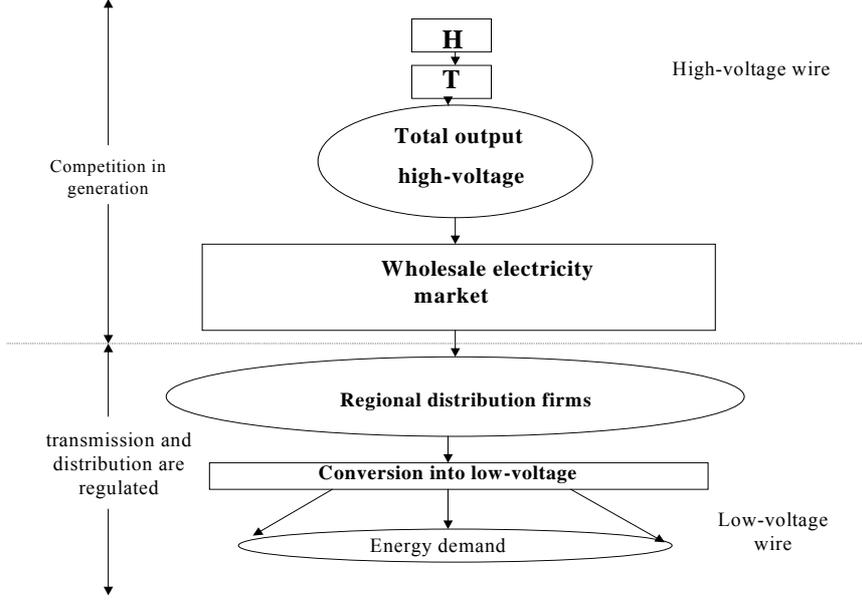 H
T
High-voltage wire
Total output
high-voltage
Competition in
generation
Wholesale electricity
market
Regional distribution firms
transmission and
distribution are
regulated
Conversion into low-voltage
Low-voltage
wire
Energy demand